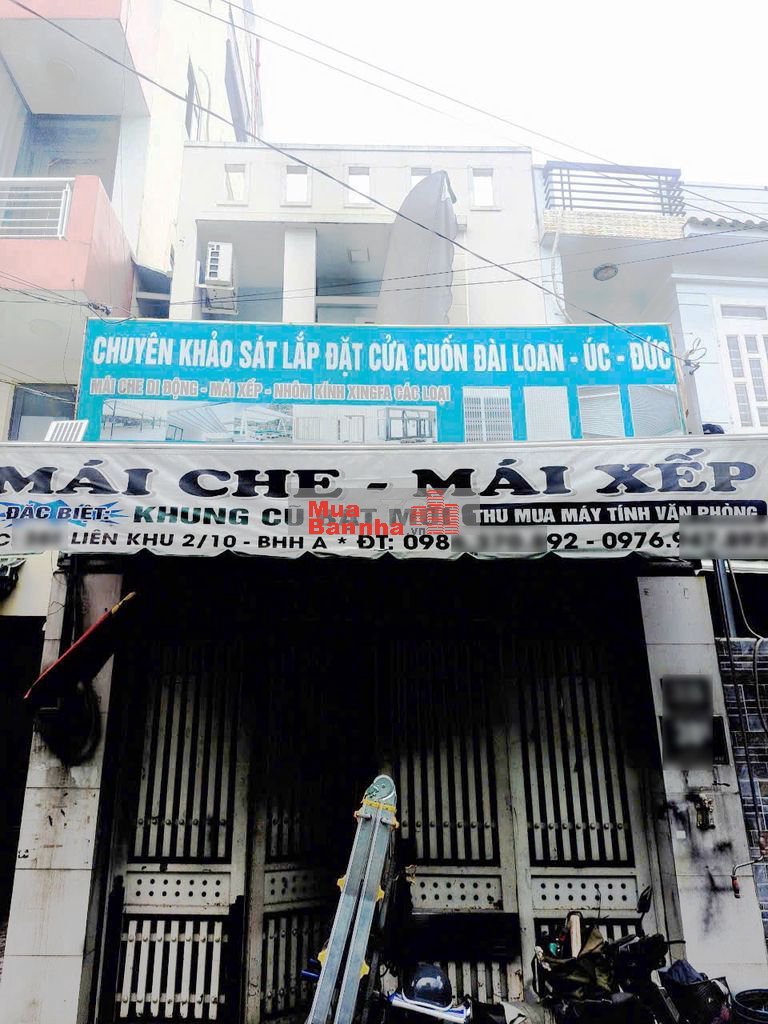 CHUYÊN KHẢO SÁT LẮP ĐẶT CỬA CUỐN ĐÀI LOAN - ÚC - ĐỨC
MÁI CHE DI ĐỘNG - MÁI XẾP - NHÔM KÍNH XINGFA CÁC LOẠI
MÁI CHE - MÁI XẾP
ĐẶC BIỆT: KHUNG THU MUA MÁY TÍNH VĂN PHÒNG
Mua
Bannha.vn
LIÊN KHU 2/10 - BHH A * ĐT: 098 92 - 0976.9